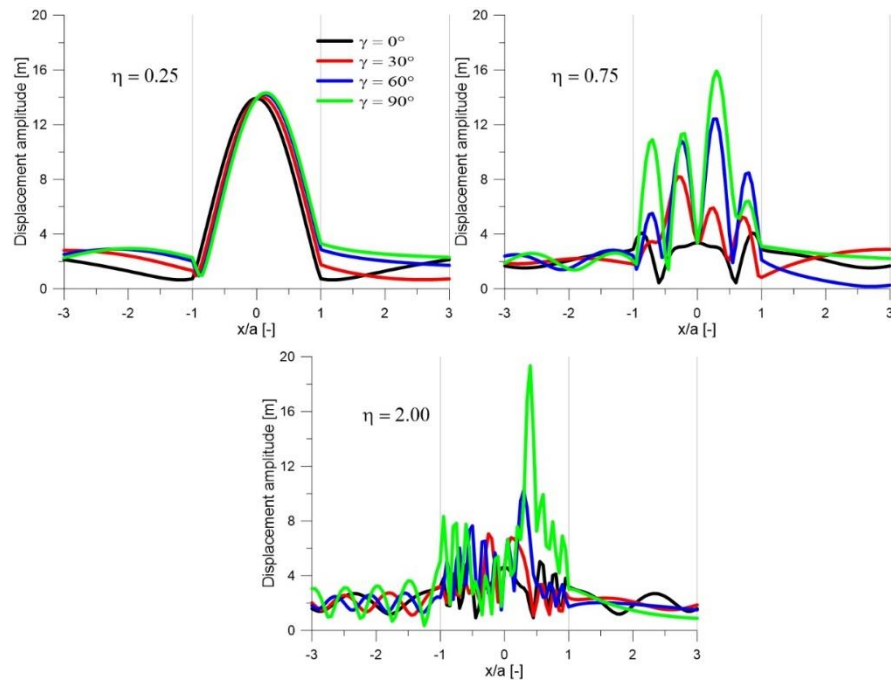 20
16
12
8
4
0
Displacement amplitude [m]
η = 0.25
γ = 0°
γ = 30°
γ = 60°
γ = 90°
-3 -2 -1 0 1 2 3
x/a [-]
20
16
12
8
4
0
Displacement amplitude [m]
η = 0.75
-3 -2 -1 0 1 2 3
x/a [-]
20
16
12
8
4
0
Displacement amplitude [m]
η = 2.00
-3 -2 -1 0 1 2 3
x/a [-]